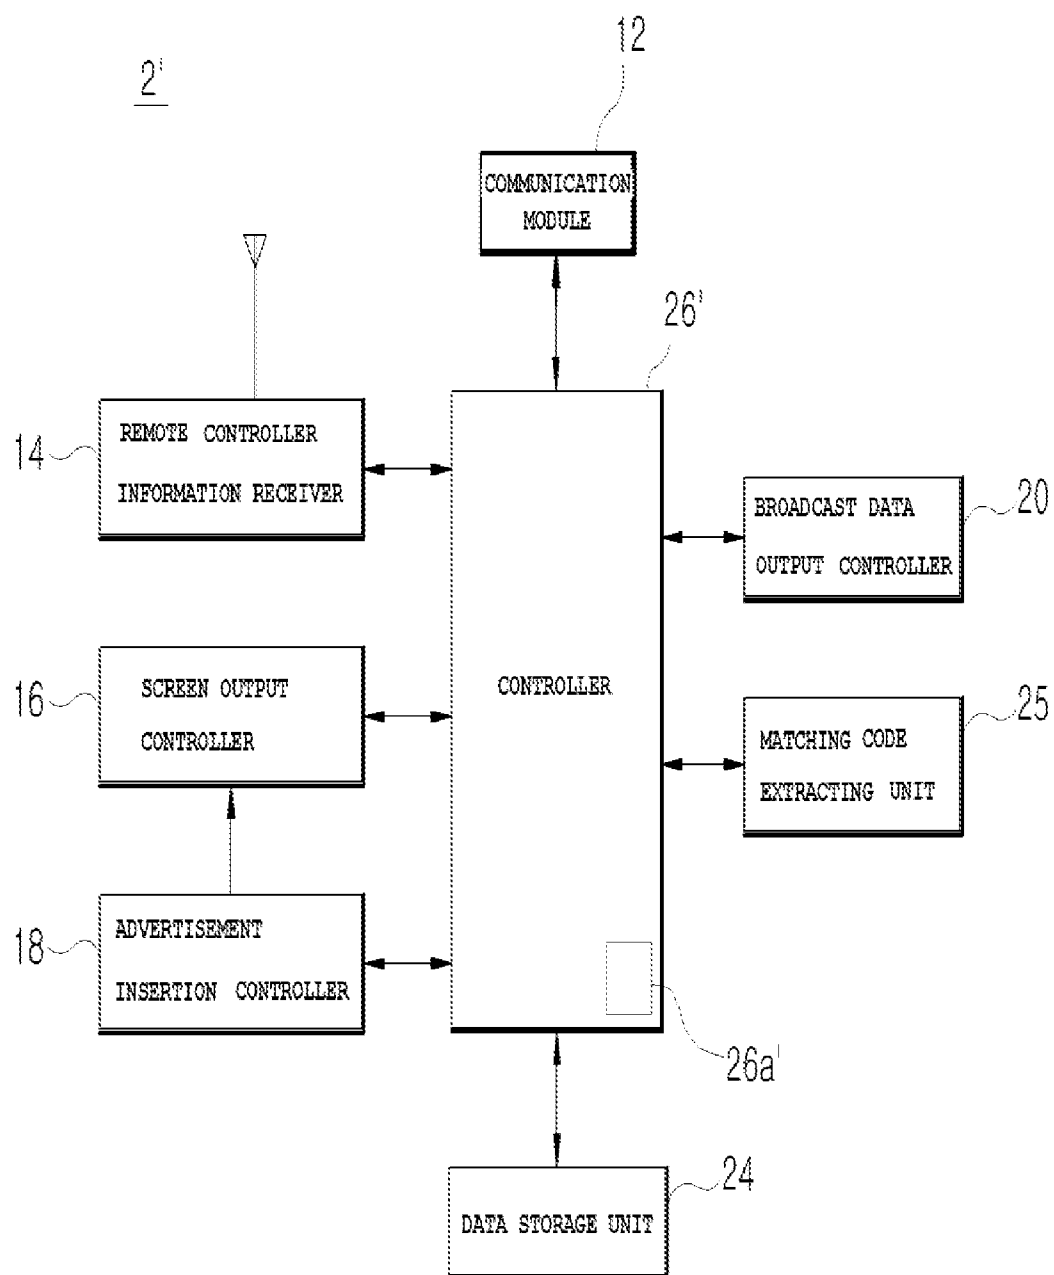 12
2'
COMMUNICATION
MODULE
26'
REMOTE CONTROLLER
14
INFORMATION RECEIVER
BROADCAST DATA
20
OUTPUT CONTROLLER
SCREEN OUTPUT
16
CONTROLLER
CONTROLLER
25
MATCHING CODE
EXTRACTING UNIT
ADVERTISEMENT
18
INSERTION CONTROLLER
26a'
24
DATA STORAGE UNIT